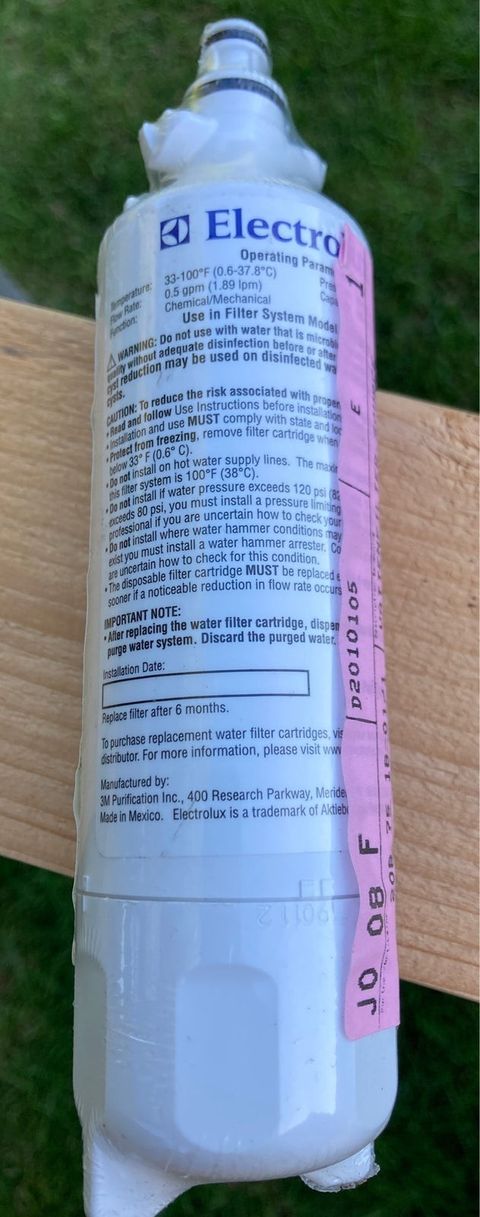 Electro
Operating Param
Temperature: 33-100°F (0.6-37.8°C) Pres
Flow Rate: 0.5 gpm (1.89 lpm) Capa
Function: Chemical/Mechanical
Use in Filter System Model
WARNING: Do not use with water that is microbi
quality without adequate disinfection before or after
cyst reduction may be used on disinfected wa
cysts.
CAUTION: To reduce the risk associated with proper
• Read and follow Use Instructions before installation
• Installation and use MUST comply with state and loc
• Protect from freezing, remove filter cartridge when
below 33° F (0.6° C).
• Do not install on hot water supply lines. The maxim
this filter system is 100°F (38°C).
• Do not install if water pressure exceeds 120 psi (82
exceeds 80 psi, you must install a pressure limiting
professional if you are uncertain how to check your
• Do not install where water hammer conditions may
exist you must install a water hammer arrester. Co
are uncertain how to check for this condition.
• The disposable filter cartridge MUST be replaced e
sooner if a noticeable reduction in flow rate occurs
IMPORTANT NOTE:
• After replacing the water filter cartridge, dispen
purge water system. Discard the purged water.
Installation Date:
Replace filter after 6 months.
To purchase replacement water filter cartridges, vis
distributor. For more information, please visit www
Manufactured by:
3M Purification Inc., 400 Research Parkway, Meride
Made in Mexico. Electrolux is a trademark of Aktieb
JO 08 F
D2010105
E
1